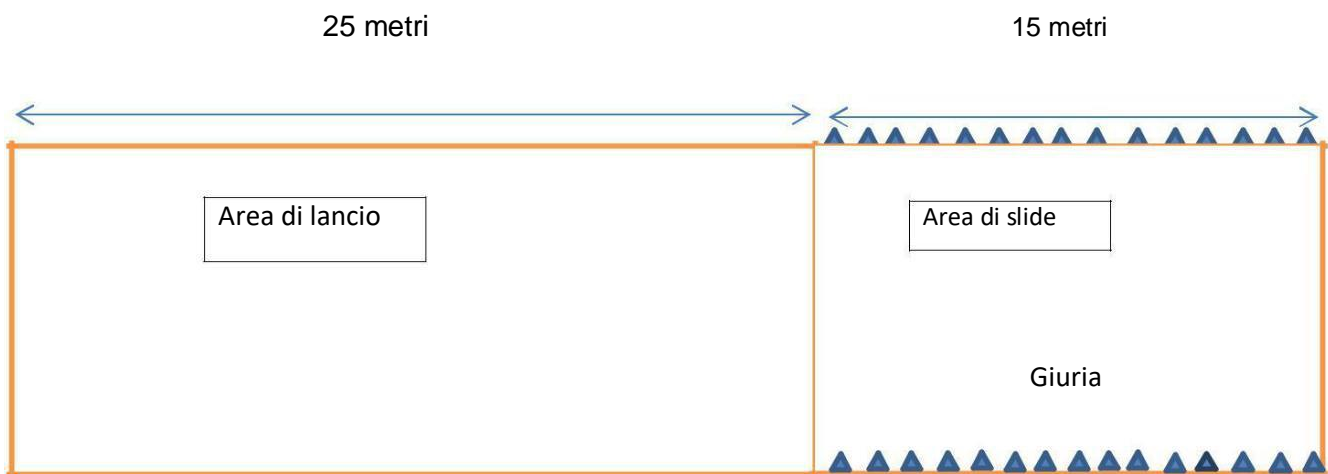 25 metri
15 metri
Area di lancio
Area di slide
Giuria